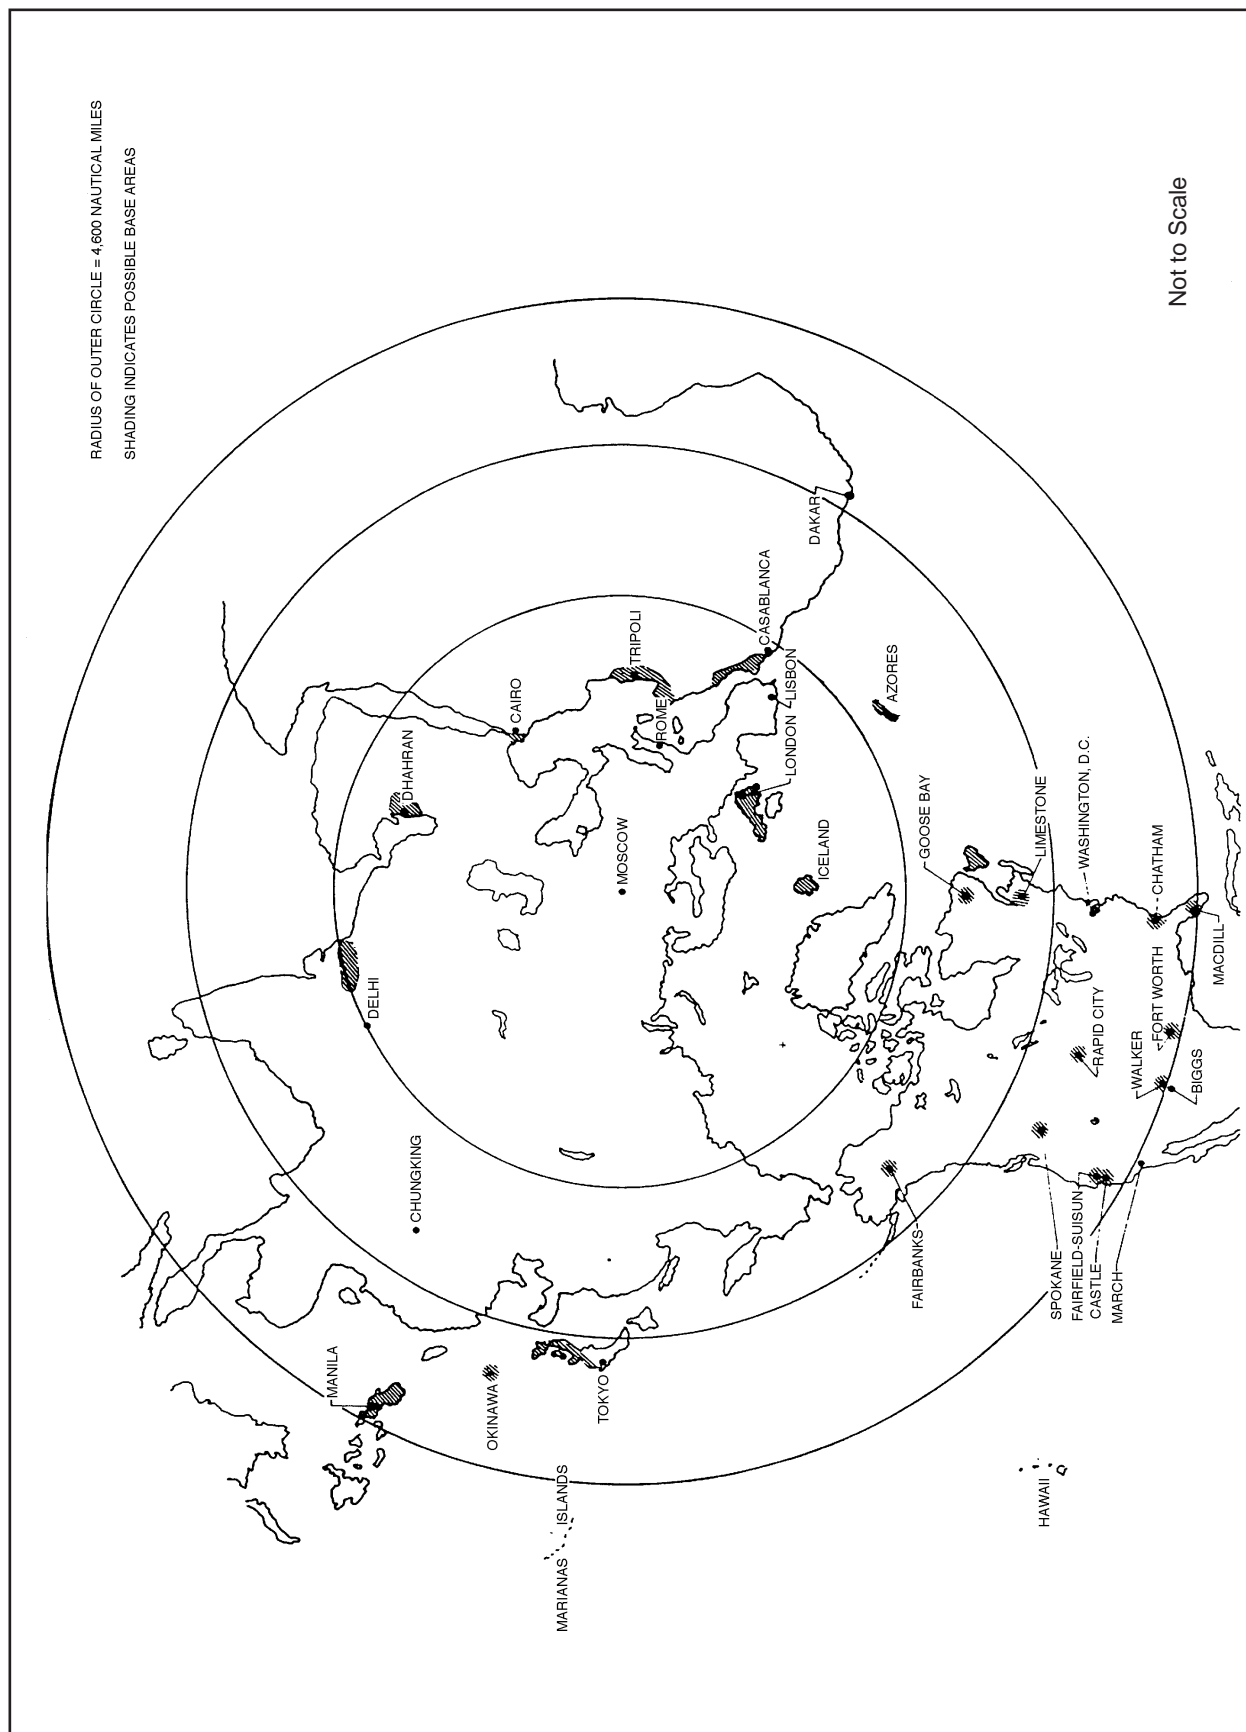 RADIUS OF OUTER CIRCLE = 4,600 NAUTICAL MILES
SHADING INDICATES POSSIBLE BASE AREAS
Not to Scale
DAKAR
CASABLANCA
TRIPOLI
CAIRO
DHAHRAN
ROME
LISBON
LONDON
AZORES
MOSCOW
ICELAND
GOOSE BAY
LIMESTONE
WASHINGTON, D.C.
CHATHAM
MACDILL
DELHI
CHUNGKING
RAPID CITY
FORT WORTH
WALKER
BIGGS
FAIRBANKS
SPOKANE
FAIRFIELD-SUISUN
CASTLE
MARCH
MANILA
OKINAWA
TOKYO
MARIANAS ISLANDS
HAWAII